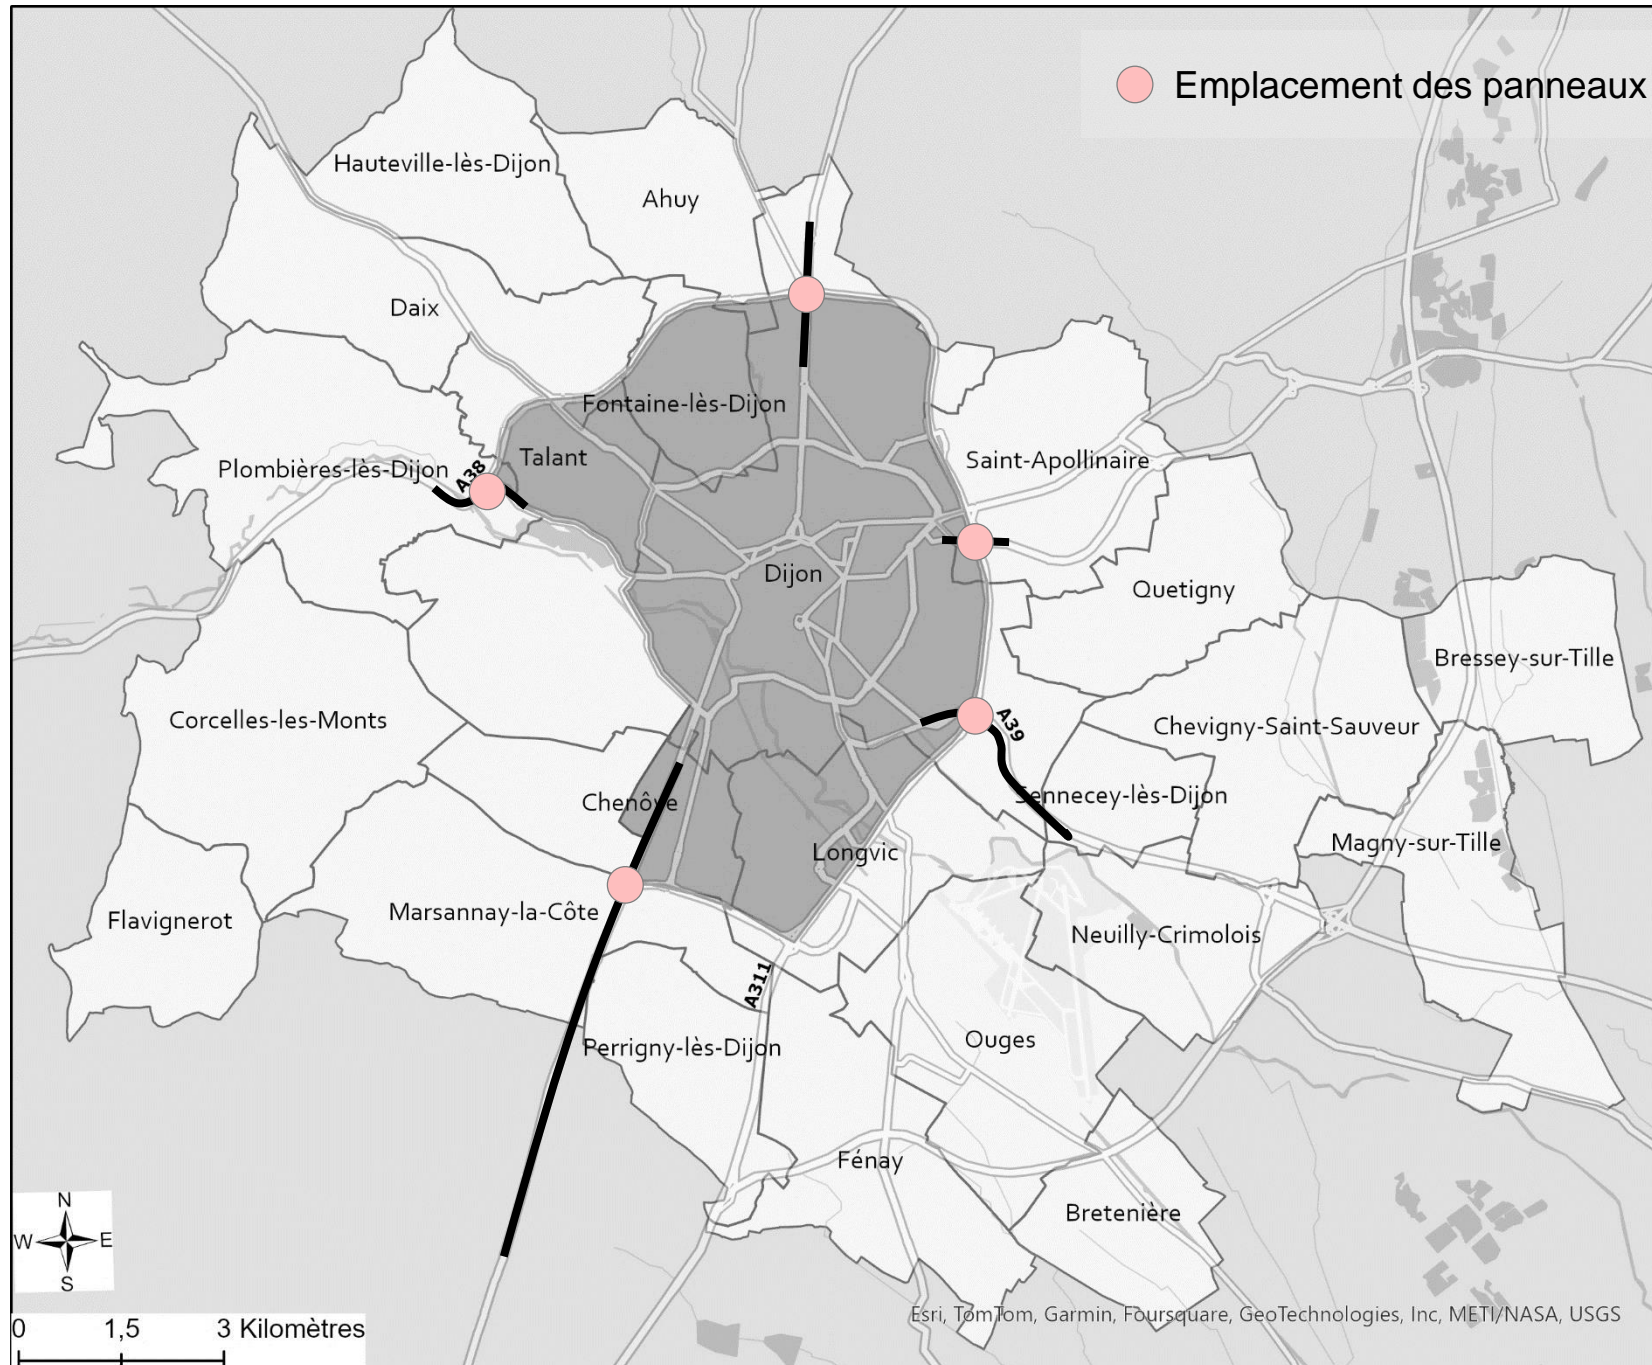 Emplacement des panneaux
Hauteville-lès-Dijon
Ahuy
Daix
Fontaine-lès-Dijon
Talant
Saint-Apollinaire
Plombières-lès-Dijon
A38
Dijon
Quetigny
Bressey-sur-Tille
Corcelles-les-Monts
A39
Chevigny-Saint-Sauveur
Chenôve
Sennecey-lès-Dijon
Magny-sur-Tille
Longvic
Flavignerot
Marsannay-la-Côte
Neuilly-Crimolois
A311
Perrigny-lès-Dijon
Ouges
Fénay
Bretenière
N
W
E
S
0 1,5 3 Kilomètres
Esri, TomTom, Garmin, Foursquare, GeoTechnologies, Inc, METI/NASA, USGS